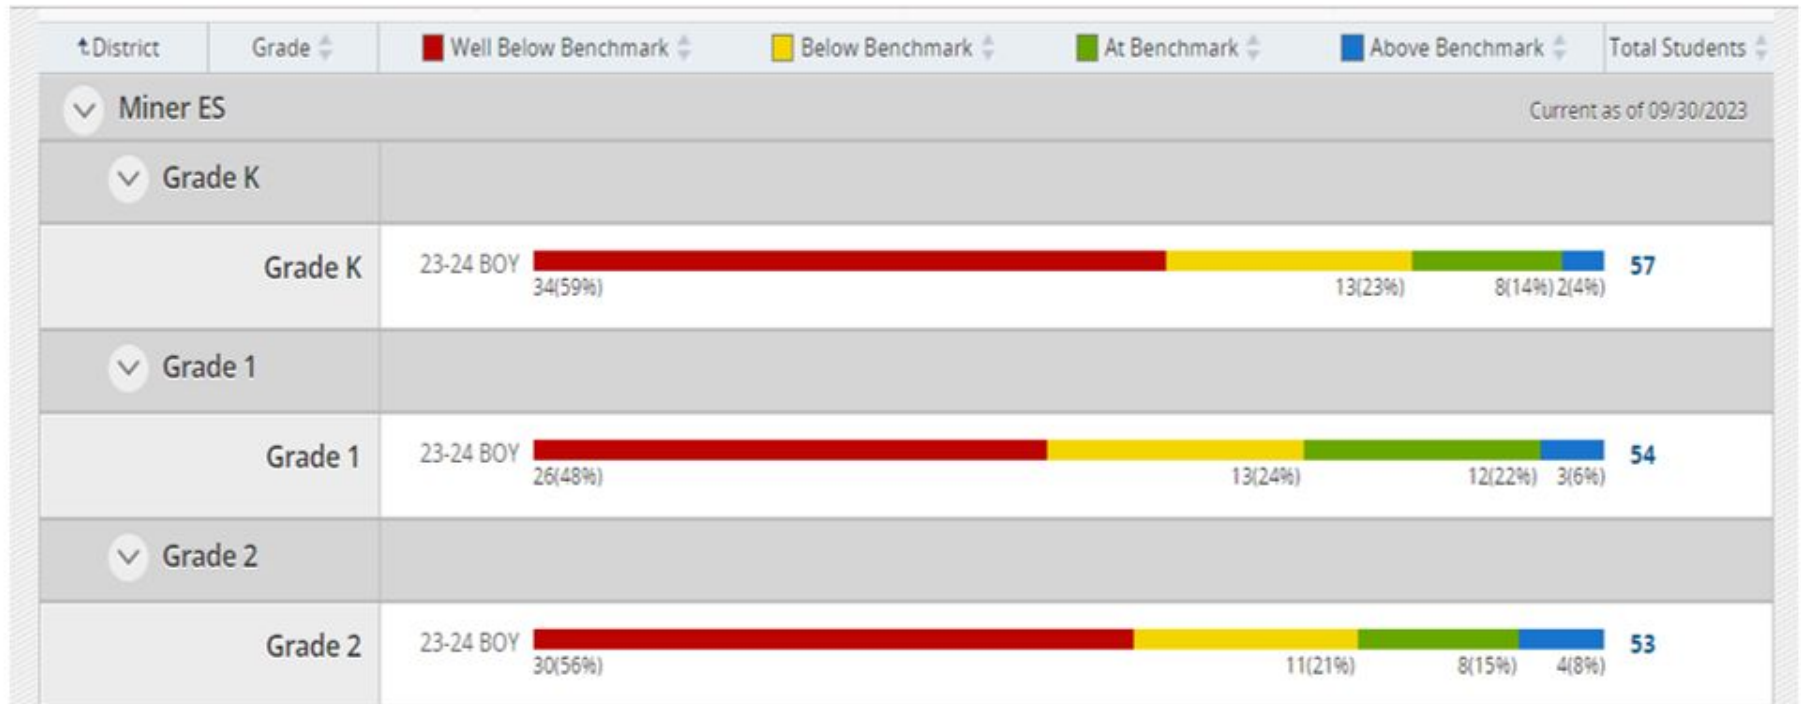 District Grade Well Below Benchmark Below Benchmark At Benchmark Above Benchmark Total Students
Miner ES Current as of 09/30/2023
Grade K
Grade K 23-24 BOY 57
34(59%) 13(23%) 8(14%) 2(4%)
Grade 1
Grade 1 23-24 BOY 54
26(48%) 13(24%) 12(22%) 3(6%)
Grade 2
Grade 2 23-24 BOY 53
30(56%) 11(21%) 8(15%) 4(8%)